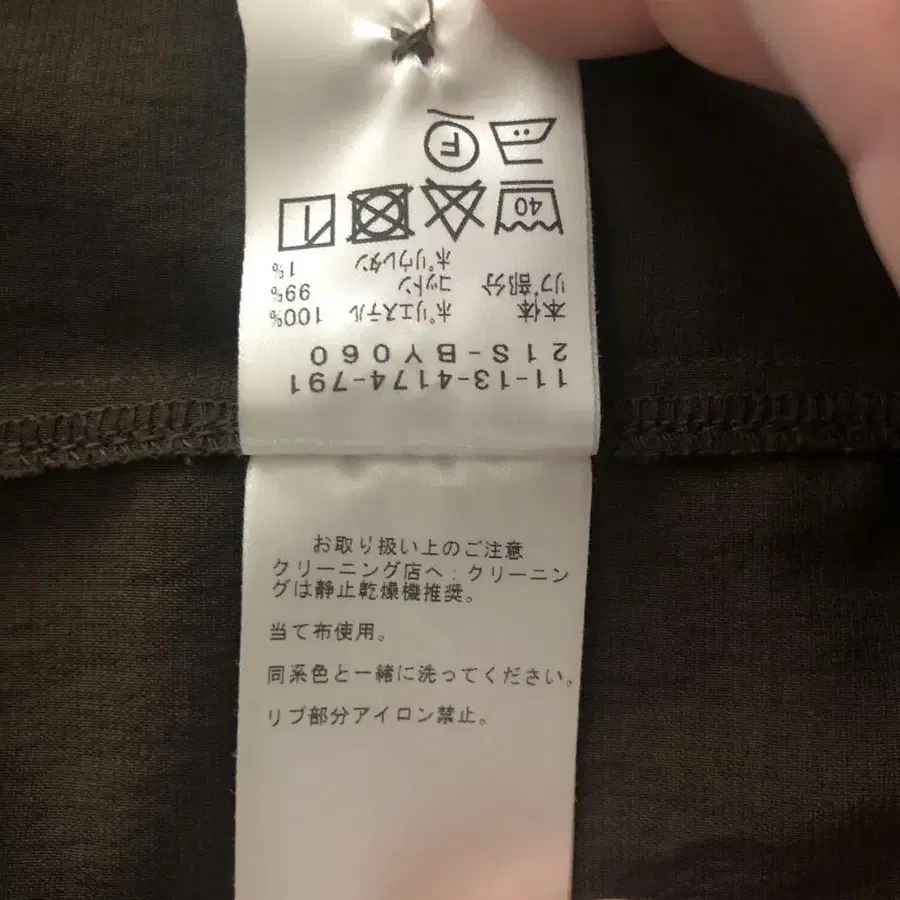 11-13-4174-791
21S-BY060
本体 ポリエステル 100%
リブ部分 コットン 99%
ポリウレタン 1%
40
F
お取り扱い上のご注意
クリーニング店へ:クリーニン
グは静止乾燥機推奨。
当て布使用。
同系色と一緒に洗ってください。
リブ部分アイロン禁止。